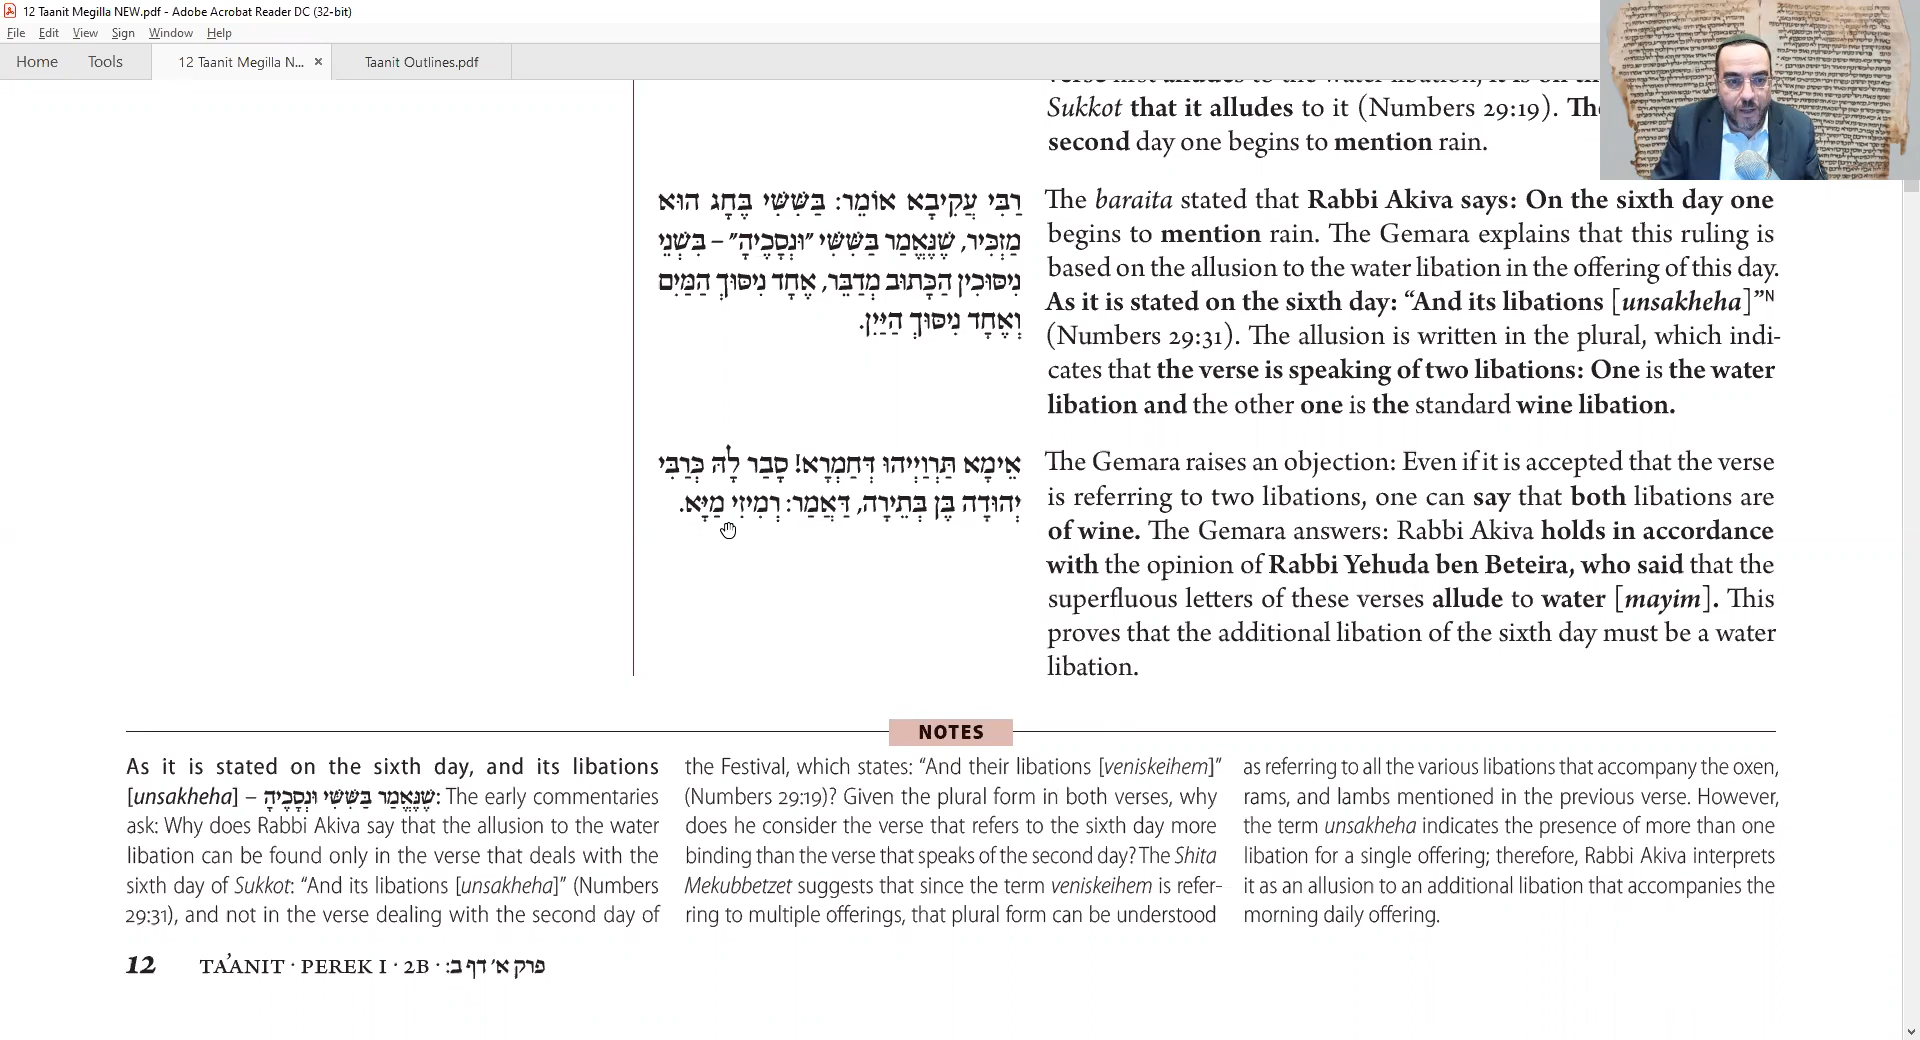 12 Taanit Megilla NEW.pdf - Adobe Acrobat Reader DC (32-bit)
File Edit View Sign Window Help
Home Tools 12 Taanit Megilla N... × Taanit Outlines.pdf
Sukkot that it alludes to it (Numbers 29:19).
second day one begins to mention rain.
רַבִּי עֲקִיבָא אוֹמֵר: בַּשִּׁשִּׁי בֶּחָג הוּא
מַזְכִּיר, שֶׁנֶּאֱמַר בַּשִּׁשִּׁי ״וּנְסָכֶיהָ״ – בִּשְׁנֵי
נִיסּוּכִין הַכָּתוּב מְדַבֵּר, אֶחָד נִיסּוּךְ הַמַּיִם
וְאֶחָד נִיסּוּךְ הַיַּיִן.
The baraita stated that Rabbi Akiva says: On the sixth day one
begins to mention rain. The Gemara explains that this ruling is
based on the allusion to the water libation in the offering of this day.
As it is stated on the sixth day: “And its libations [unsakheha]”N
(Numbers 29:31). The allusion is written in the plural, which indi-
cates that the verse is speaking of two libations: One is the water
libation and the other one is the standard wine libation.
אֵימָא תַּרְוַיְיהוּ דְּחַמְרָא! סָבַר לָהּ כְּרַבִּי
יְהוּדָה בֶּן בְּתֵירָה, דַּאֲמַר: רְמִיזִי מַיָּא.
The Gemara raises an objection: Even if it is accepted that the verse
is referring to two libations, one can say that both libations are
of wine. The Gemara answers: Rabbi Akiva holds in accordance
with the opinion of Rabbi Yehuda ben Beteira, who said that the
superfluous letters of these verses allude to water [mayim]. This
proves that the additional libation of the sixth day must be a water
libation.
NOTES
As it is stated on the sixth day, and its libations
[unsakheha] – שֶׁנֶּאֱמַר בַּשִּׁשִּׁי וּנְסָכֶיהָ: The early commentaries
ask: Why does Rabbi Akiva say that the allusion to the water
libation can be found only in the verse that deals with the
sixth day of Sukkot: “And its libations [unsakheha]” (Numbers
29:31), and not in the verse dealing with the second day of
the Festival, which states: “And their libations [veniskeihem]”
(Numbers 29:19)? Given the plural form in both verses, why
does he consider the verse that refers to the sixth day more
binding than the verse that speaks of the second day? The Shita
Mekubbetzet suggests that since the term veniskeihem is refer-
ring to multiple offerings, that plural form can be understood
as referring to all the various libations that accompany the oxen,
rams, and lambs mentioned in the previous verse. However,
the term unsakheha indicates the presence of more than one
libation for a single offering; therefore, Rabbi Akiva interprets
it as an allusion to an additional libation that accompanies the
morning daily offering.
12 TA’ANIT · PEREK I · 2B · פרק א׳ דף ב: